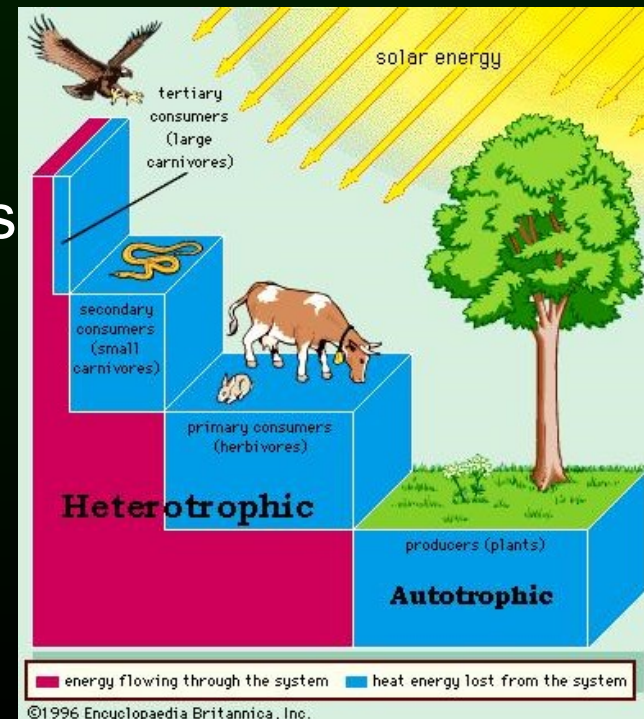 solar energy
tertiary
consumers
(large
carnivores)
s
secondary
consumers
(small
carnivores)
primary consumers
(herbivores)
Heterotrophic
producers (plants)
Autotrophic
energy flowing through the system heat energy lost from the system
©1996 Encyclopaedia Britannica, Inc.